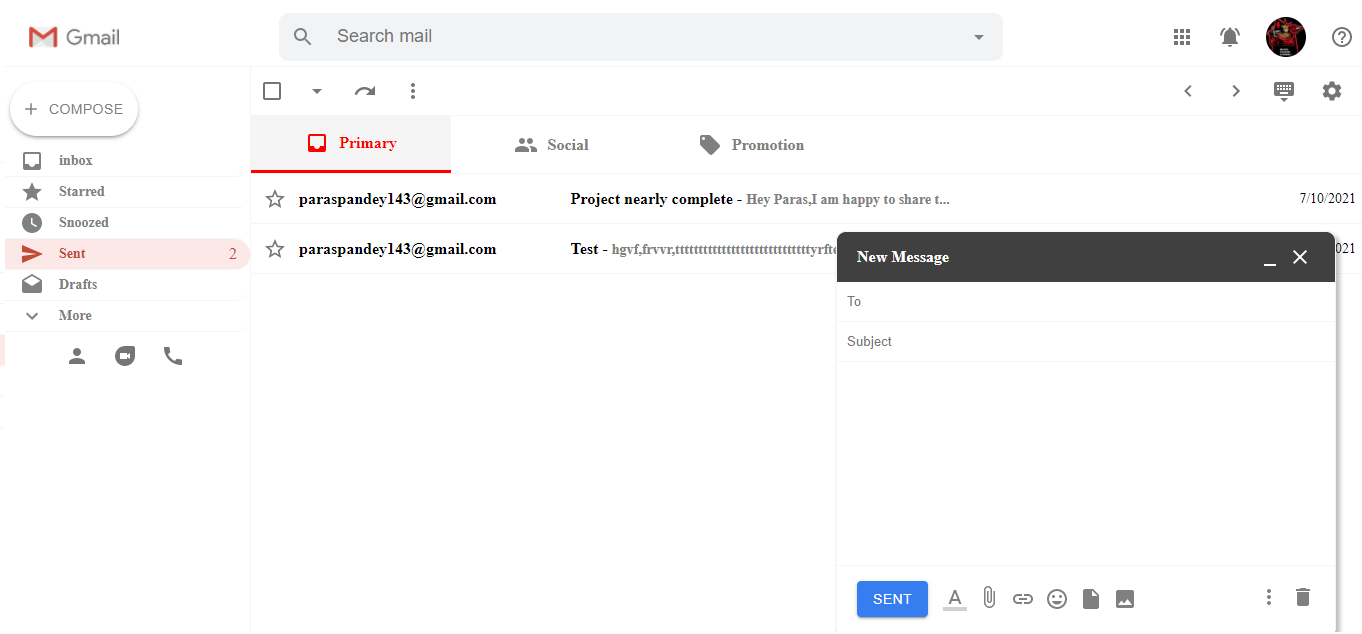 Gmail
Search mail
COMPOSE
inbox
Starred
Snoozed
Sent 2
Drafts
More
Primary
Social
Promotion
paraspandey143@gmail.com Project nearly complete - Hey Paras,I am happy to share t... 7/10/2021
paraspandey143@gmail.com Test - hgvf,frvvr,tttttttttttttttttttttttttttttyrfte 021
New Message
To
Subject
SENT
A